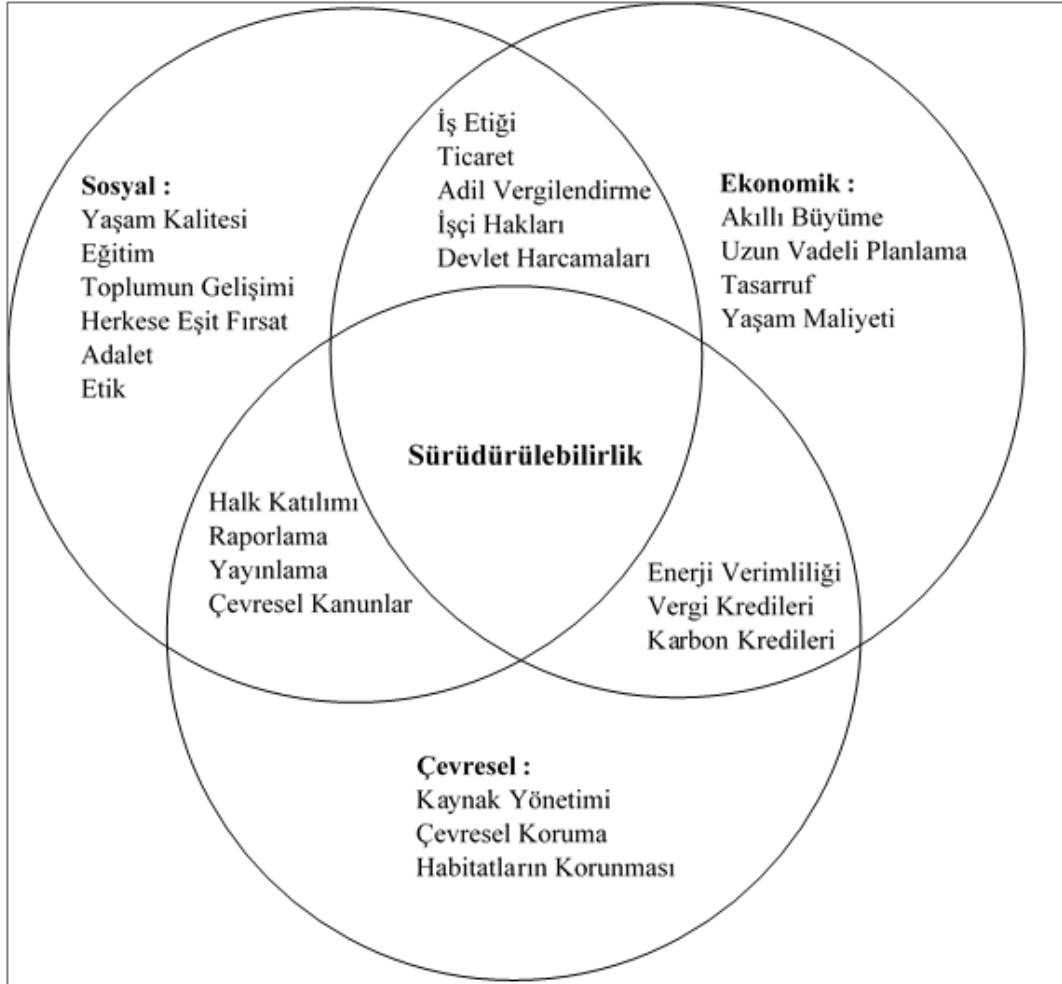 İş Etiği
Ticaret
Adil Vergilendirme
İşçi Hakları
Devlet Harcamaları
Sosyal :
Yaşam Kalitesi
Eğitim
Toplumun Gelişimi
Herkese Eşit Fırsat
Adalet
Etik
Ekonomik :
Akıllı Büyüme
Uzun Vadeli Planlama
Tasarruf
Yaşam Maliyeti
Sürüdürülebilirlik
Halk Katılımı
Raporlama
Yayınlama
Çevresel Kanunlar
Enerji Verimliliği
Vergi Kredileri
Karbon Kredileri
Çevresel :
Kaynak Yönetimi
Çevresel Koruma
Habitatların Korunması